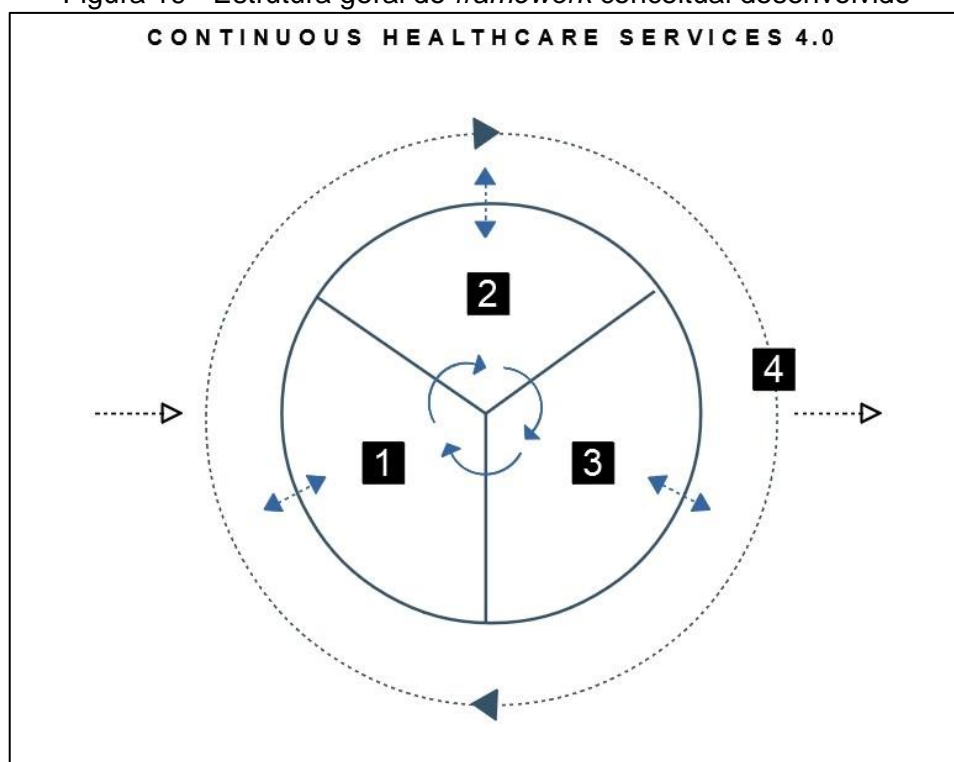 Figura - Estrutura geral do framework conceitual desenvolvido
CONTINUOUS HEALTHCARE SERVICES 4.0
2
4
1 3